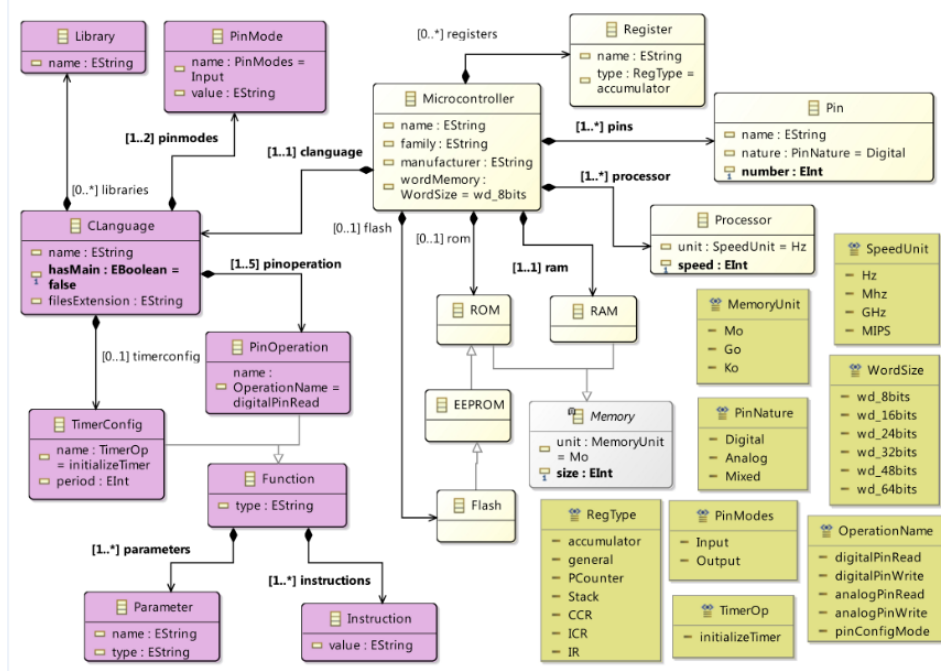 Library
name : EString
PinMode
name : PinModes =
Input
value : EString
[0..*] registers
Register
name : EString
type : RegType =
accumulator
Microcontroller
name : EString
family : EString
manufacturer : EString
wordMemory :
WordSize = wd_8bits
Pin
name : EString
nature : PinNature = Digital
number : EInt
[1..*] pins
[1..2] pinmodes
[1..1] clanguage
[1..*] processor
[0..*] libraries
CLanguage
name : EString
hasMain : EBoolean =
false
filesExtension : EString
[0..1] flash
[0..1] rom
[1..1] ram
Processor
unit : SpeedUnit = Hz
speed : EInt
SpeedUnit
Hz
Mhz
GHz
MIPS
[1..5] pinoperation
ROM
RAM
MemoryUnit
Mo
Go
Ko
[0..1] timerconfig
PinOperation
name :
OperationName =
digitalPinRead
WordSize
wd_8bits
wd_16bits
wd_24bits
wd_32bits
wd_48bits
wd_64bits
EEPROM
Memory
unit : MemoryUnit
= Mo
size : EInt
PinNature
Digital
Analog
Mixed
TimerConfig
name : TimerOp
= initializeTimer
period : EInt
Function
type : EString
Flash
RegType
accumulator
general
PCounter
Stack
CCR
ICR
IR
PinModes
Input
Output
OperationName
digitalPinRead
digitalPinWrite
analogPinRead
analogPinWrite
pinConfigMode
[1..*] parameters
[1..*] instructions
Parameter
name : EString
type : EString
Instruction
value : EString
TimerOp
initializeTimer